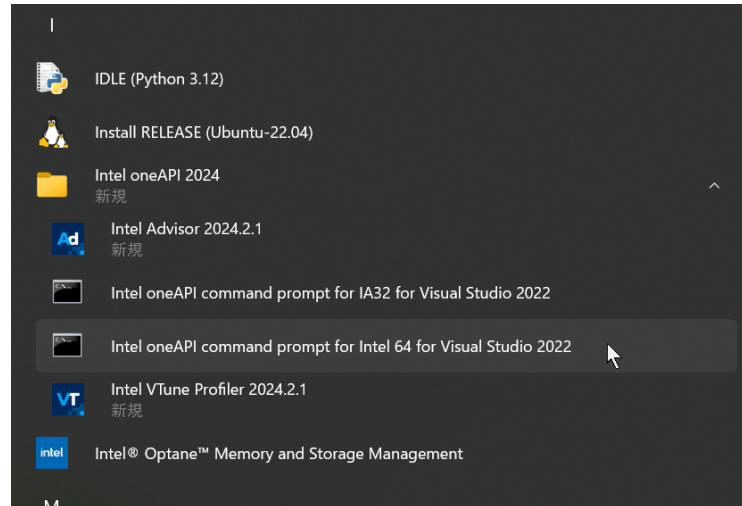 I
IDLE (Python 3.12)
Install RELEASE (Ubuntu-22.04)
Intel oneAPI 2024
新規
Ad
Intel Advisor 2024.2.1
新規
Intel oneAPI command prompt for IA32 for Visual Studio 2022
Intel oneAPI command prompt for Intel 64 for Visual Studio 2022
VT
Intel VTune Profiler 2024.2.1
新規
intel
Intel® Optane™ Memory and Storage Management
M